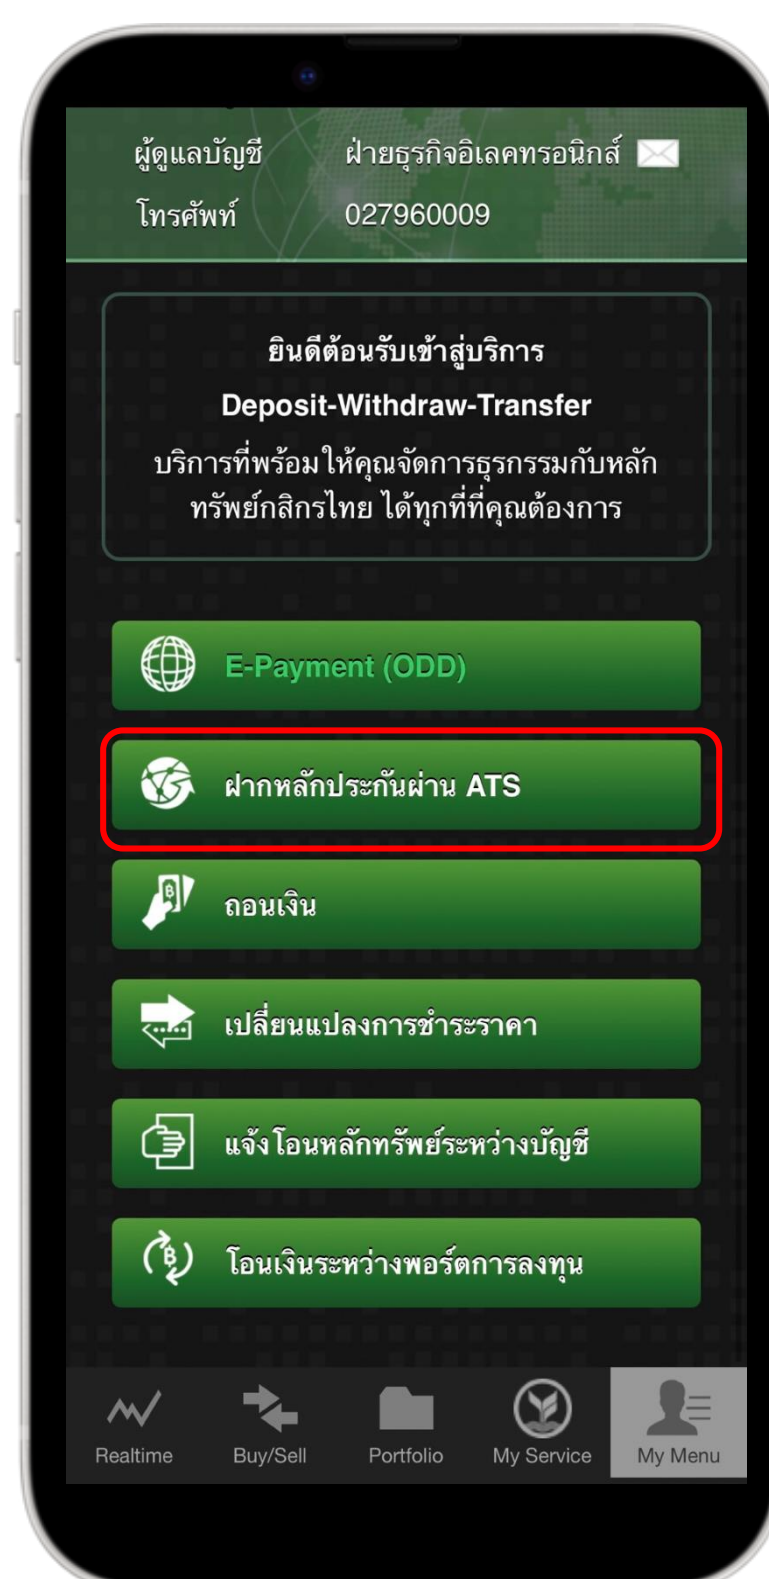 ผู้ดูแลบัญชี ฝ่ายธุรกิจอิเลคทรอนิกส์
โทรศัพท์ 027960009
ยินดีต้อนรับเข้าสู่บริการ
Deposit-Withdraw-Transfer
บริการที่พร้อมให้คุณจัดการธุรกรรมกับหลัก
ทรัพย์กสิกรไทย ได้ทุกที่ที่คุณต้องการ
E-Payment (ODD)
ฝากหลักประกันผ่าน ATS
ถอนเงิน
เปลี่ยนแปลงการชำระราคา
แจ้งโอนหลักทรัพย์ระหว่างบัญชี
โอนเงินระหว่างพอร์ตการลงทุน
Realtime Buy/Sell Portfolio My Service My Menu